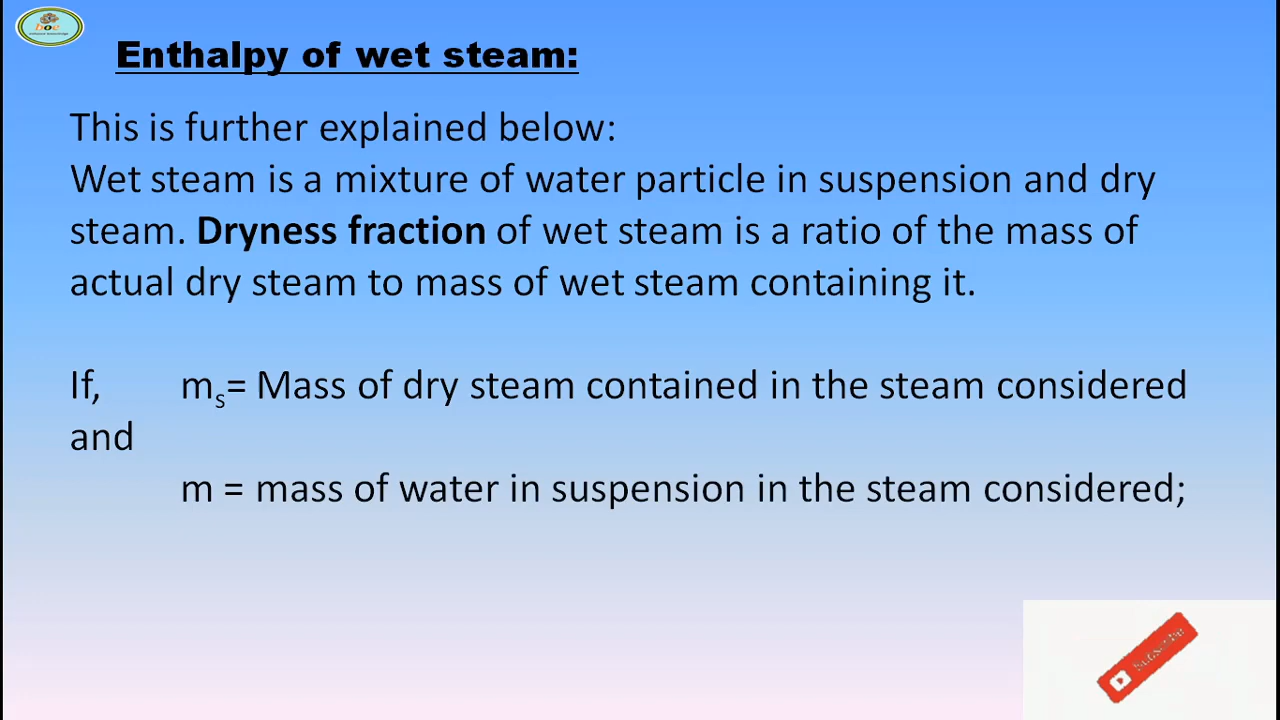 Enthalpy of wet steam:
This is further explained below:
Wet steam is a mixture of water particle in suspension and dry
steam. Dryness fraction of wet steam is a ratio of the mass of
actual dry steam to mass of wet steam containing it.
If, mₛ= Mass of dry steam contained in the steam considered
and
m = mass of water in suspension in the steam considered;
Subscribe